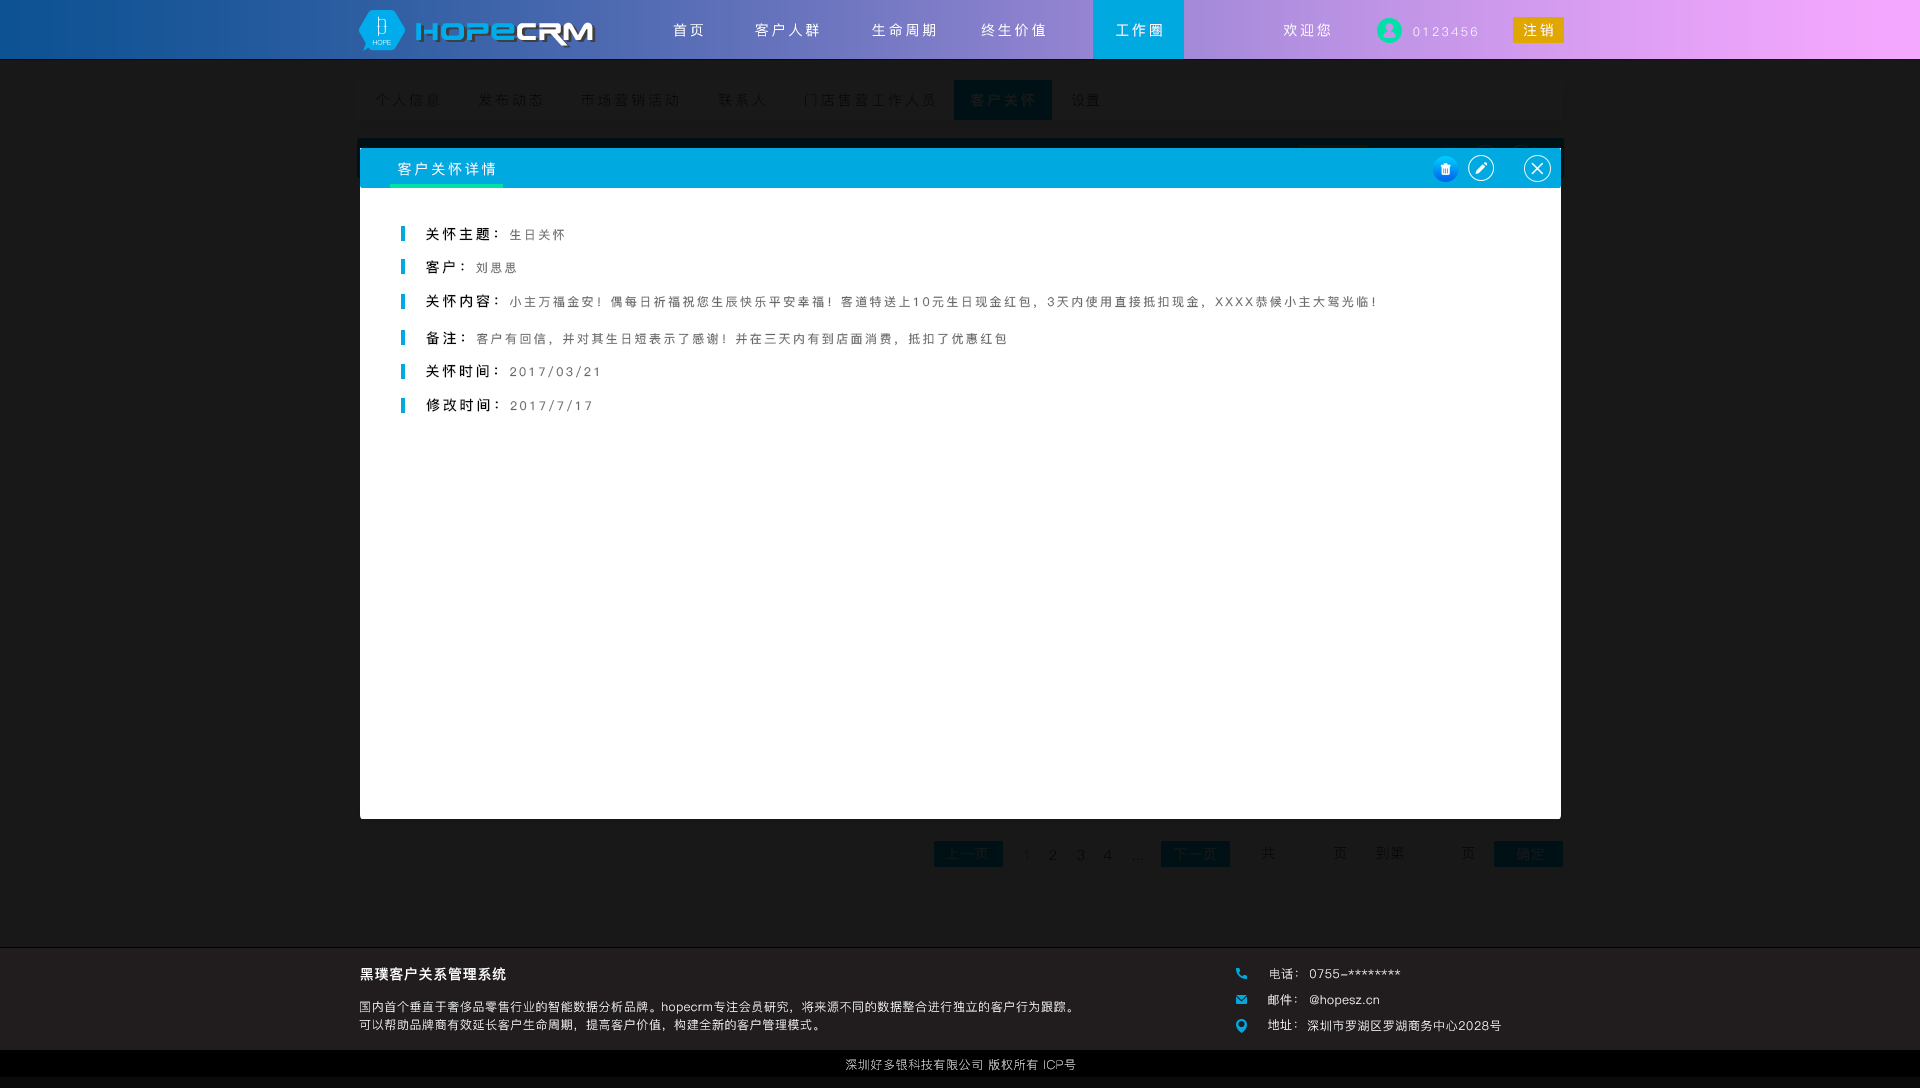 HOPE HOPECRM 首页 客户人群 生命周期 终生价值 工作圈 欢迎您 0123456 注销
个人信息 发布动态 市场营销活动 联系人 门店售营工作人员 客户关怀 设置
客户关怀详情
关怀主题：生日关怀
客户：刘思思
关怀内容：小主万福金安！偶每日祈福祝您生辰快乐平安幸福！客道特送上10元生日现金红包，3天内使用直接抵扣现金，XXXX恭候小主大驾光临！
备注：客户有回信，并对其生日短表示了感谢！并在三天内有到店面消费，抵扣了优惠红包
关怀时间：2017/03/21
修改时间：2017/7/17
上一页 1 2 3 4 ... 下一页 共 页 到第 页 确定
黑璞客户关系管理系统
国内首个垂直于奢侈品零售行业的智能数据分析品牌。hopecrm专注会员研究，将来源不同的数据整合进行独立的客户行为跟踪。
可以帮助品牌商有效延长客户生命周期，提高客户价值，构建全新的客户管理模式。
电话： 0755-********
邮件： @hopesz.cn
地址： 深圳市罗湖区罗湖商务中心2028号
深圳好多银科技有限公司 版权所有 ICP号